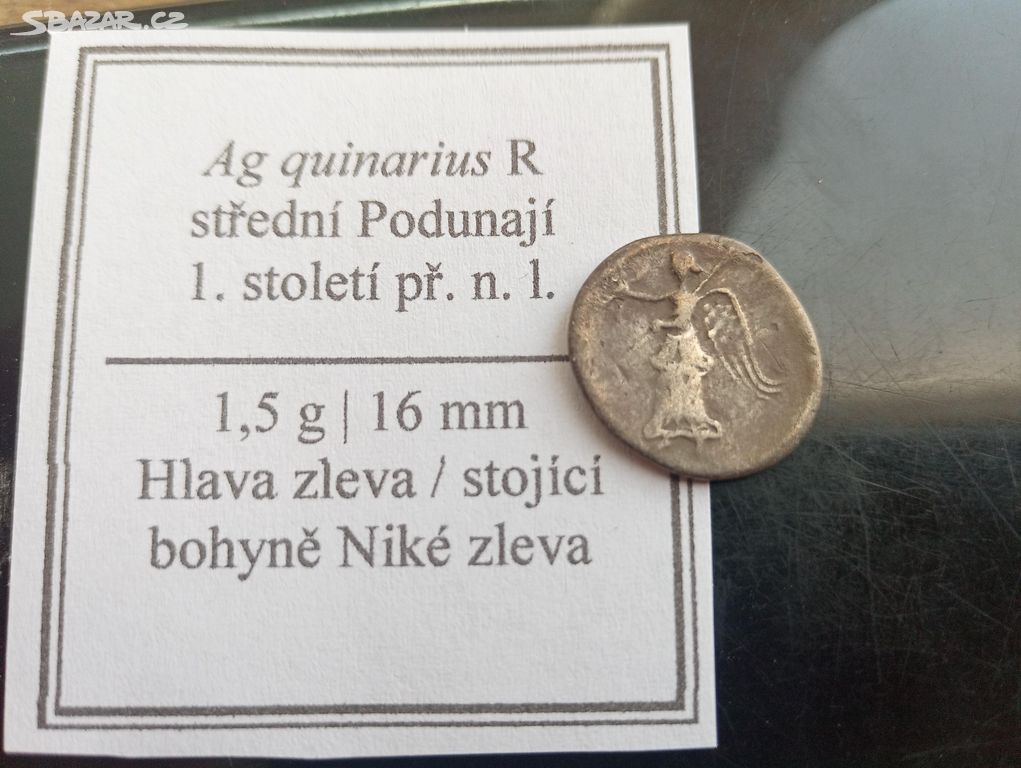 SBAZAR.CZ
Ag quinarius R
střední Podunají
1. století př. n. l.
1,5 g | 16 mm
Hlava zleva / stojící
bohyně Niké zleva